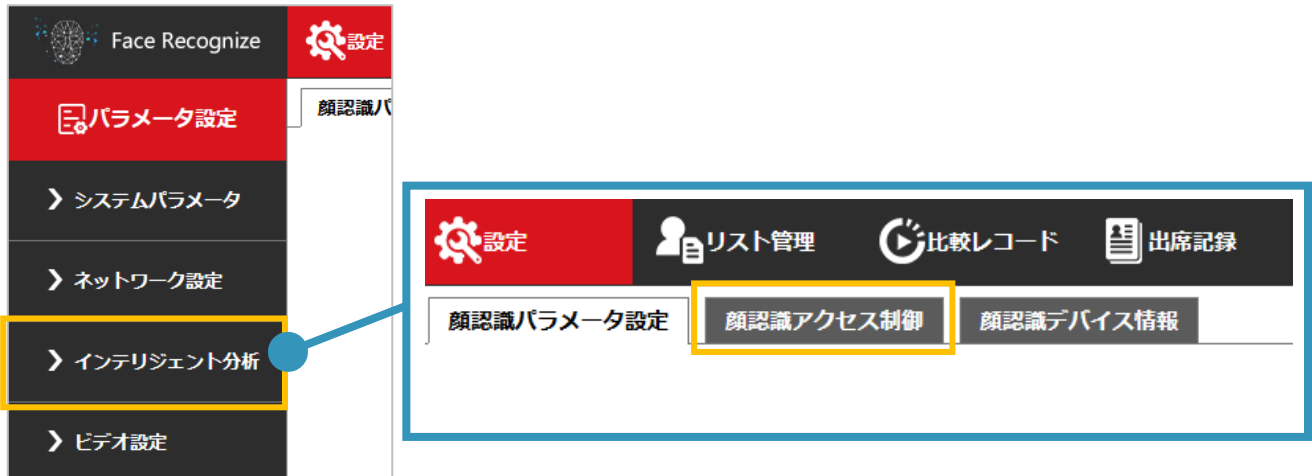 Face Recognize
設定
パラメータ設定
顔認識パ
システムパラメータ
ネットワーク設定
インテリジェント分析
ビデオ設定
設定
リスト管理
比較レコード
出席記録
顔認識パラメータ設定
顔認識アクセス制御
顔認識デバイス情報